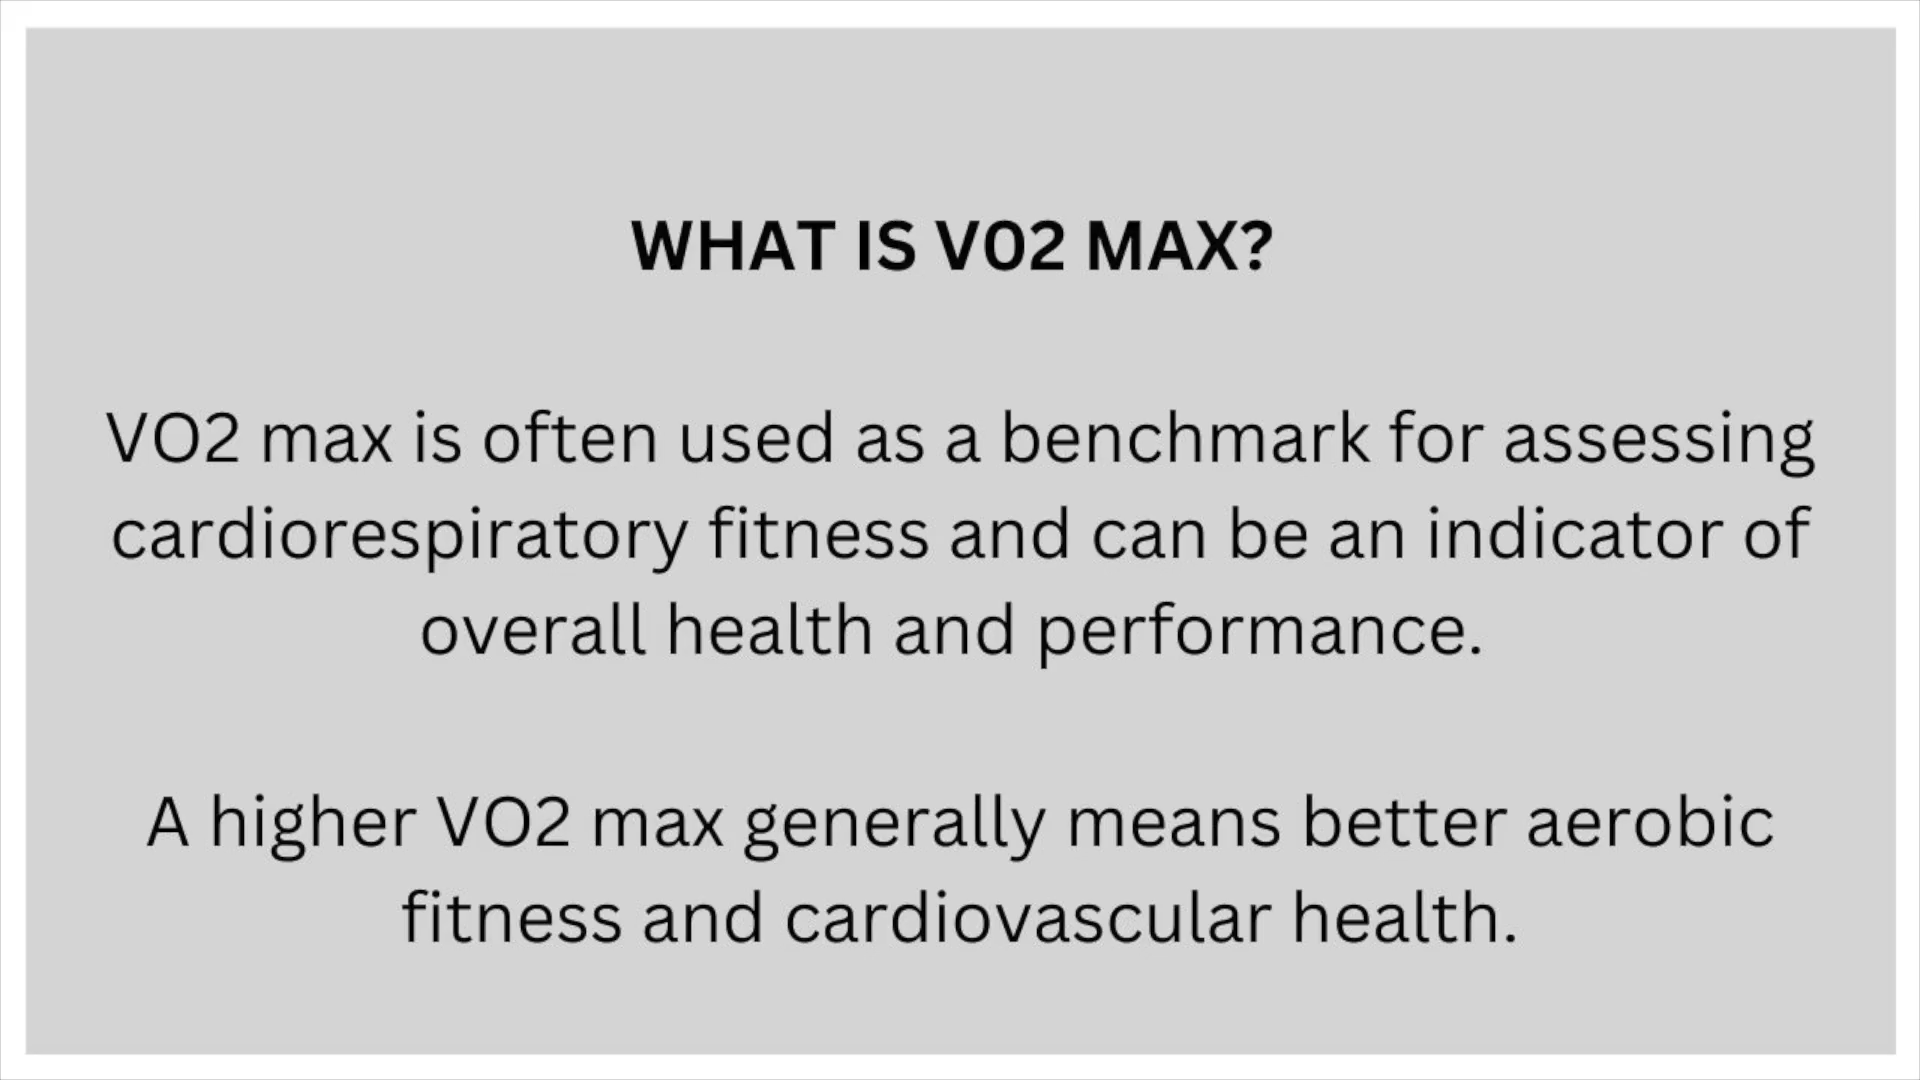 WHAT IS V02 MAX?
VO2 max is often used as a benchmark for assessing
cardiorespiratory fitness and can be an indicator of
overall health and performance.
A higher VO2 max generally means better aerobic
fitness and cardiovascular health.